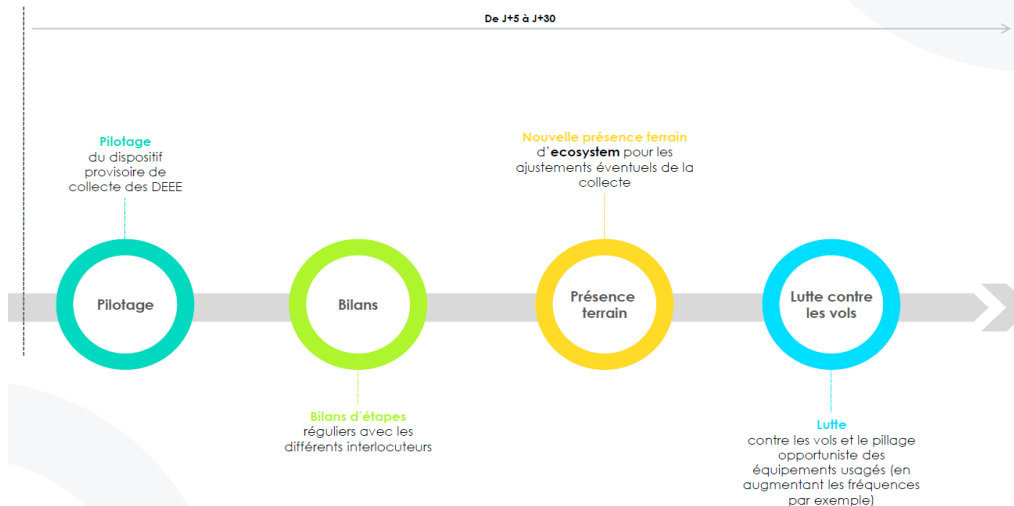 De J+5 à J+30
Pilotage
du dispositif
provisoire de
collecte des DEEE
Nouvelle présence terrain
d'ecosystem pour les
ajustements éventuels de la
collecte
Pilotage
Bilans
Présence
terrain
Lutte contre
les vols
Bilans d'étapes
réguliers avec les
différents interlocuteurs
Lutte
contre les vols et le pillage
opportuniste des
équipements usagés (en
augmentant les fréquences
par exemple)